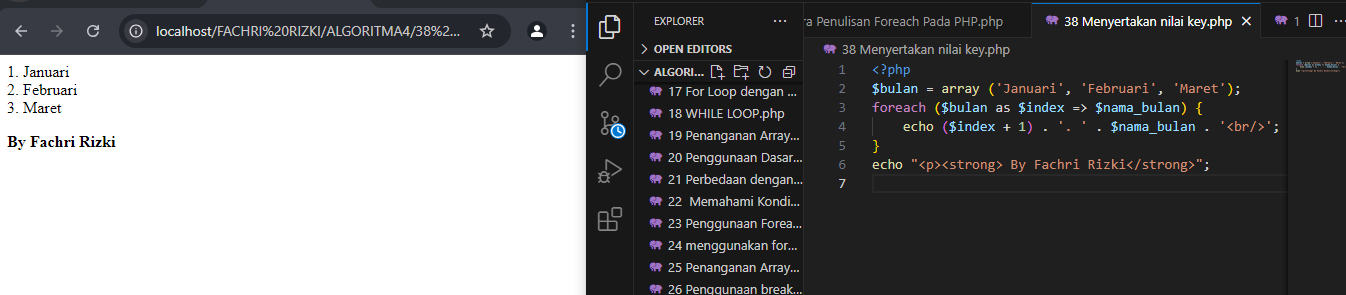 localhost/FACHRI%20RIZKI/ALGORITMA4/38%2...
1. Januari
2. Februari
3. Maret
By Fachri Rizki
EXPLORER
OPEN EDITORS
ALGORI...
17 For Loop dengan ...
18 WHILE LOOP.php
19 Penanganan Array...
20 Penggunaan Dasar...
21 Perbedaan dengan...
22 Memahami Kondi...
23 Penggunaan Forea...
24 menggunakan for...
25 Penanganan Array...
26 Penggunaan break...
ra Penulisan Foreach Pada PHP.php
38 Menyertakan nilai key.php
1
38 Menyertakan nilai key.php
1 <?php
2 $bulan = array ('Januari', 'Februari', 'Maret');
3 foreach ($bulan as $index => $nama_bulan) {
4 echo ($index + 1) . '. ' . $nama_bulan . '<br/>';
5 }
6 echo "<p><strong> By Fachri Rizki</strong>";
7